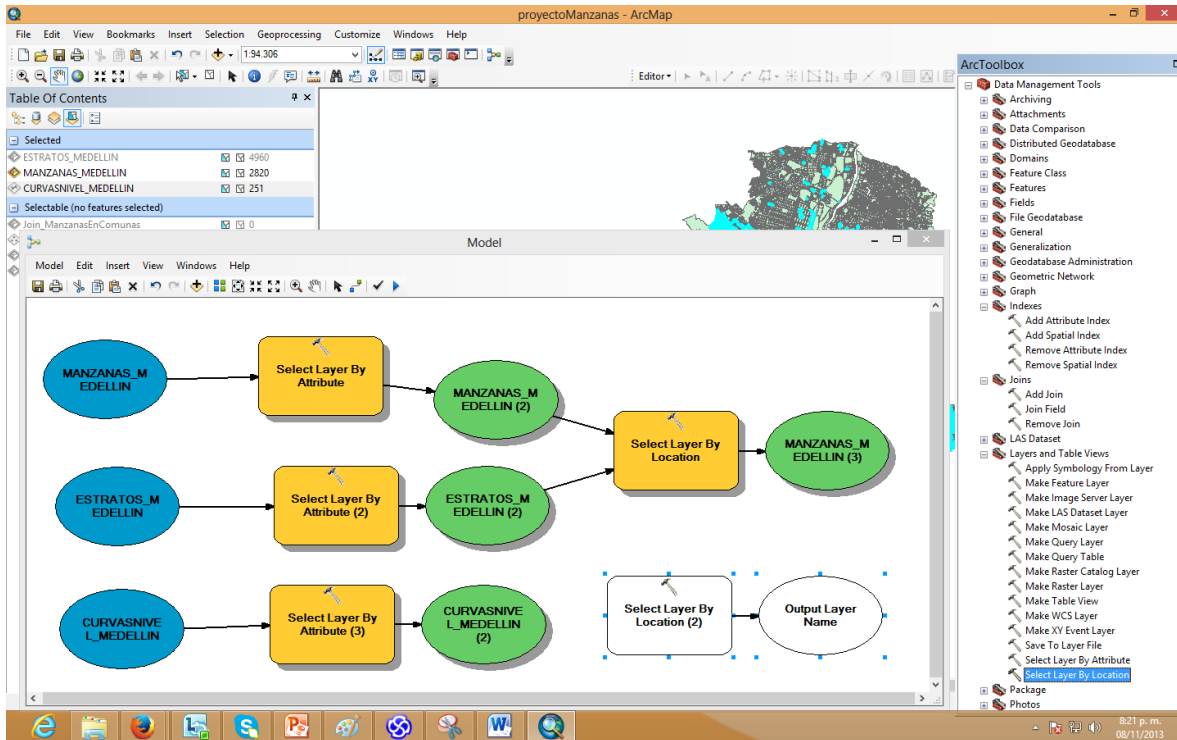 proyectoManzanas - ArcMap
File Edit View Bookmarks Insert Selection Geoprocessing Customize Windows Help
1:94.306
Editor
Table Of Contents
Selected
ESTRATOS_MEDELLIN 4960
MANZANAS_MEDELLIN 2820
CURVASNIVEL_MEDELLIN 251
Selectable (no features selected)
Join_ManzanasEnComunas 0
Model
Model Edit Insert View Windows Help
MANZANAS_M
EDELLIN
Select Layer By
Attribute
MANZANAS_M
EDELLIN (2)
Select Layer By
Location
MANZANAS_M
EDELLIN (3)
ESTRATOS_M
EDELLIN
Select Layer By
Attribute (2)
ESTRATOS_M
EDELLIN (2)
CURVASNIVE
L_MEDELLIN
Select Layer By
Attribute (3)
CURVASNIVE
L_MEDELLIN
(2)
Select Layer By
Location (2)
Output Layer
Name
ArcToolbox
Data Management Tools
Archiving
Attachments
Data Comparison
Distributed Geodatabase
Domains
Feature Class
Features
Fields
File Geodatabase
General
Generalization
Geodatabase Administration
Geometric Network
Graph
Indexes
Add Attribute Index
Add Spatial Index
Remove Attribute Index
Remove Spatial Index
Joins
Add Join
Join Field
Remove Join
LAS Dataset
Layers and Table Views
Apply Symbology From Layer
Make Feature Layer
Make Image Server Layer
Make LAS Dataset Layer
Make Mosaic Layer
Make Query Layer
Make Query Table
Make Raster Catalog Layer
Make Raster Layer
Make Table View
Make WCS Layer
Make XY Event Layer
Save To Layer File
Select Layer By Attribute
Select Layer By Location
Package
Photos
8:21 p. m.
08/11/2013